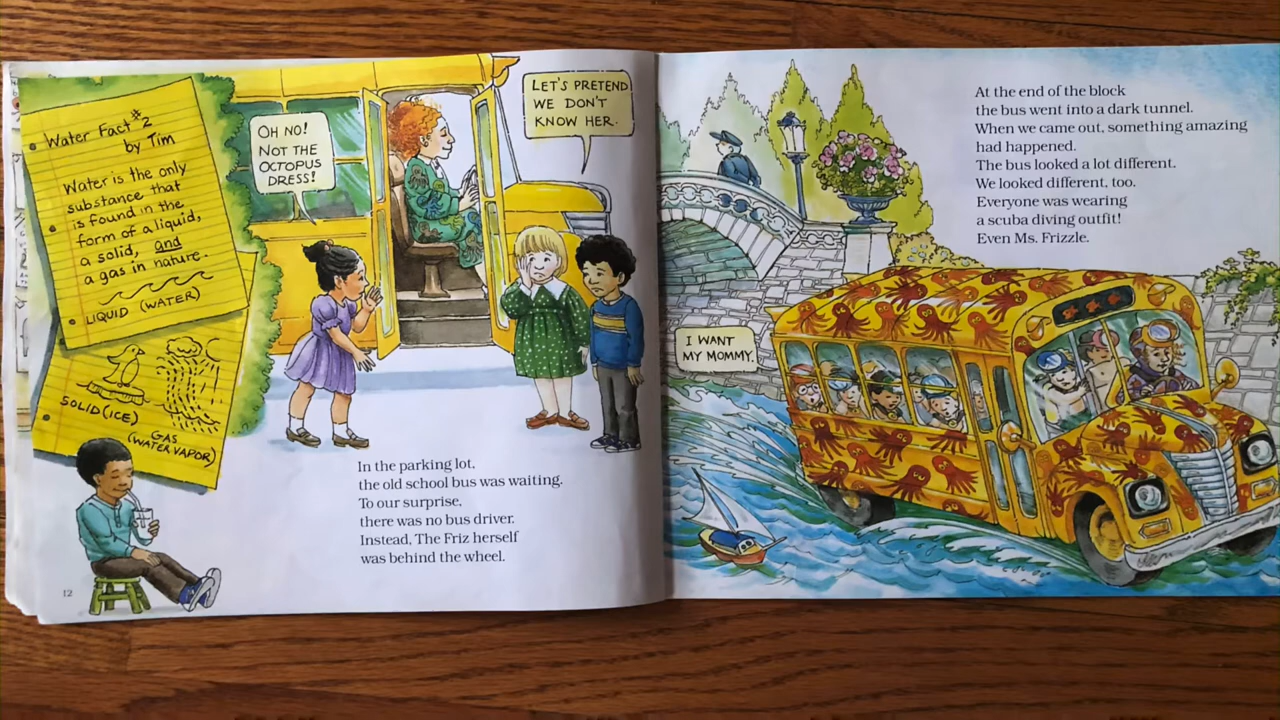 Water Fact #2
by Tim
Water is the only
substance that
is found in the
form of a liquid,
a solid, and
a gas in nature.
LIQUID (WATER)
SOLID (ICE)
GAS
(WATER VAPOR)
OH NO!
NOT THE
OCTOPUS
DRESS!
LET'S PRETEND
WE DON'T
KNOW HER.
In the parking lot,
the old school bus was waiting.
To our surprise,
there was no bus driver.
Instead, The Friz herself
was behind the wheel.
12
At the end of the block
the bus went into a dark tunnel.
When we came out, something amazing
had happened.
The bus looked a lot different.
We looked different, too.
Everyone was wearing
a scuba diving outfit!
Even Ms. Frizzle.
I WANT
MY MOMMY.